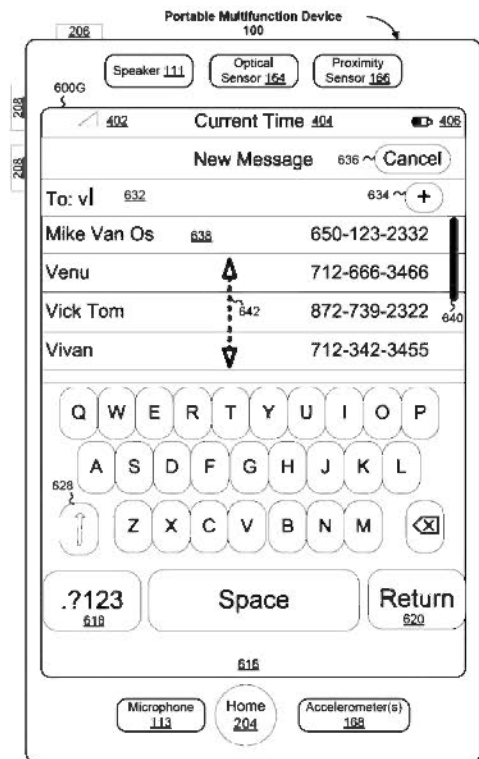 Portable Multifunction Device
100
206
Speaker 111
Optical
Sensor 164
Proximity
Sensor 166
600G
208
402
Current Time 404
406
New Message
636
Cancel
208
To: v
632
634
+
Mike Van Os
638
650-123-2332
Venu
712-666-3466
Vick Tom
642
872-739-2322
640
Vivan
712-342-3455
Q W E R T Y U I O P
A S D F G H J K L
628
Z X C V B N M
.?123
618
Space
Return
620
616
Microphone
113
Home
204
Accelerometer(s)
168